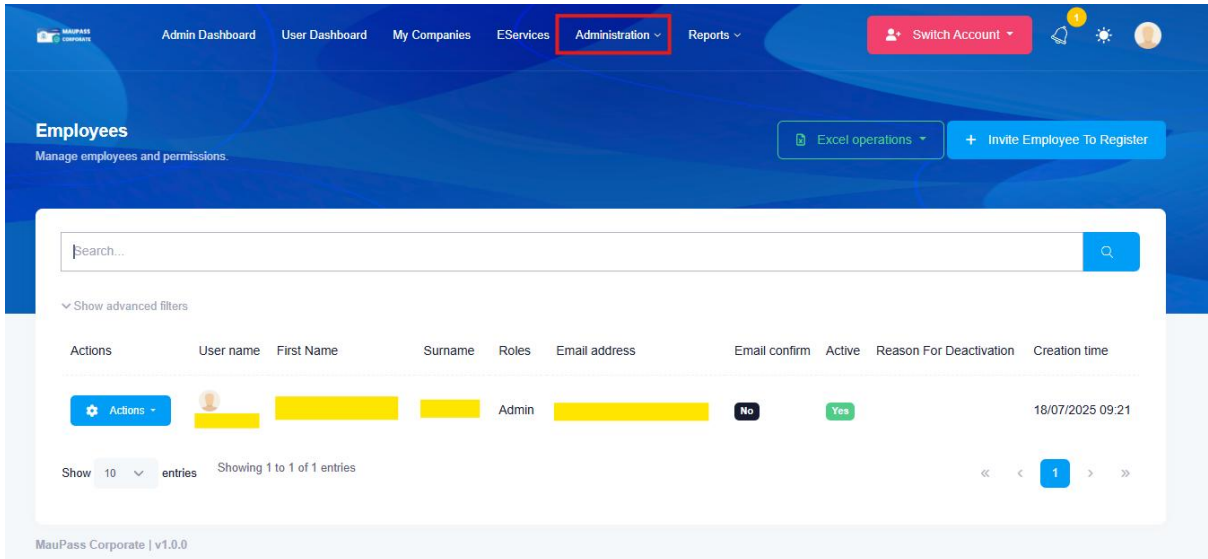 MAUPASS CORPORATE
Admin Dashboard User Dashboard My Companies EServices Administration Reports Switch Account 1
Employees
Manage employees and permissions.
Excel operations + Invite Employee To Register
Search...
Show advanced filters
Actions User name First Name Surname Roles Email address Email confirm Active Reason For Deactivation Creation time
Actions Admin No Yes 18/07/2025 09:21
Show 10 entries Showing 1 to 1 of 1 entries « < 1 > »
MauPass Corporate | v1.0.0